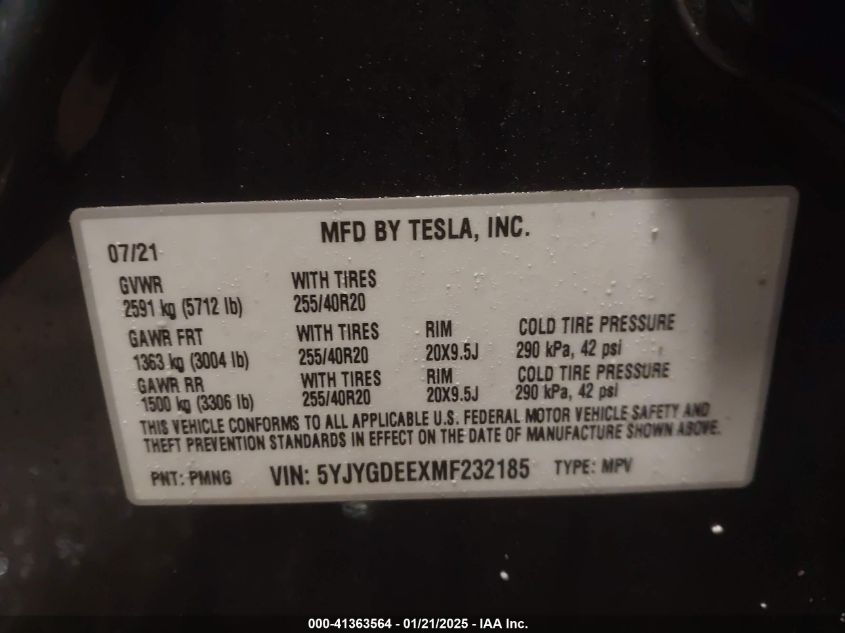 MFD BY TESLA, INC.
07/21
GVWR WITH TIRES
2591 kg (5712 lb) 255/40R20
GAWR FRT WITH TIRES RIM COLD TIRE PRESSURE
1363 kg (3004 lb) 255/40R20 20X9.5J 290 kPa, 42 psi
GAWR RR WITH TIRES RIM COLD TIRE PRESSURE
1500 kg (3306 lb) 255/40R20 20X9.5J 290 kPa, 42 psi
THIS VEHICLE CONFORMS TO ALL APPLICABLE U.S. FEDERAL MOTOR VEHICLE SAFETY AND
THEFT PREVENTION STANDARDS IN EFFECT ON THE DATE OF MANUFACTURE SHOWN ABOVE.
PNT: PMNG VIN: 5YJYGDEEXMF232185 TYPE: MPV
000-41363564 - 01/21/2025 - IAA Inc.